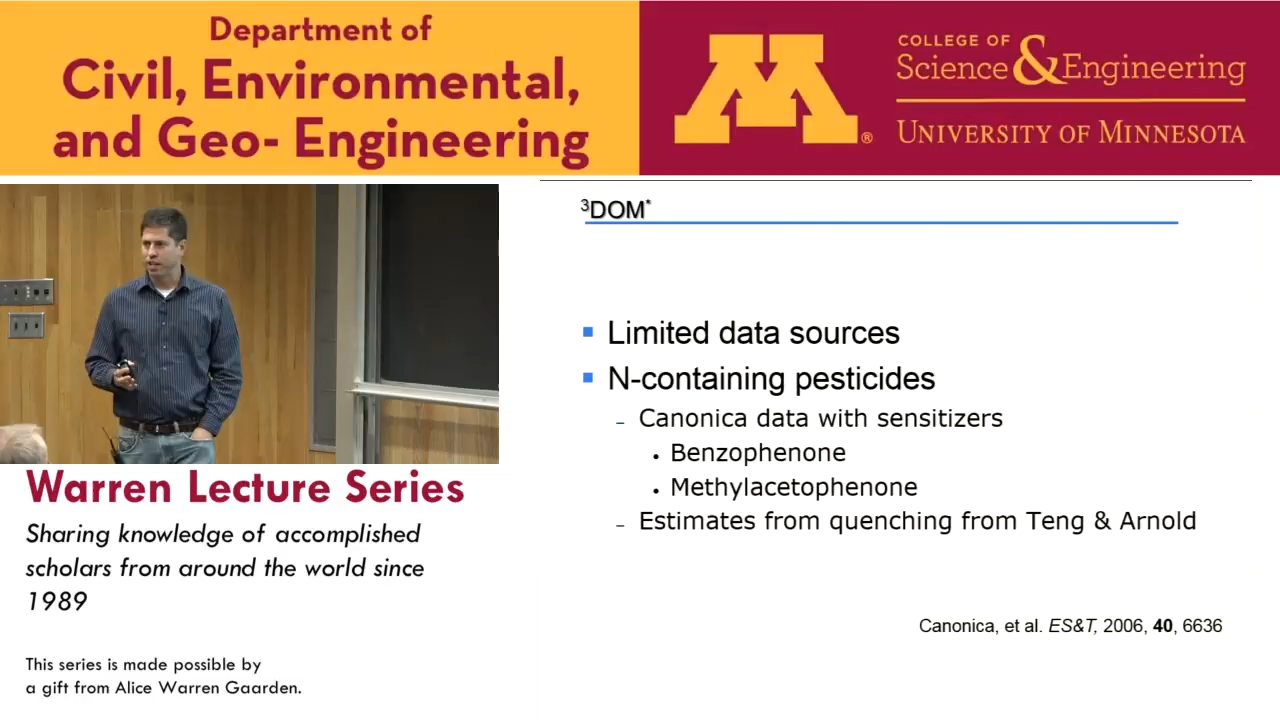 Department of
Civil, Environmental,
and Geo- Engineering
M®
COLLEGE OF
Science & Engineering
UNIVERSITY OF MINNESOTA
³DOM*
▪ Limited data sources
▪ N-containing pesticides
– Canonica data with sensitizers
• Benzophenone
• Methylacetophenone
– Estimates from quenching from Teng & Arnold
Canonica, et al. ES&T, 2006, 40, 6636
Warren Lecture Series
Sharing knowledge of accomplished
scholars from around the world since
1989
This series is made possible by
a gift from Alice Warren Gaarden.